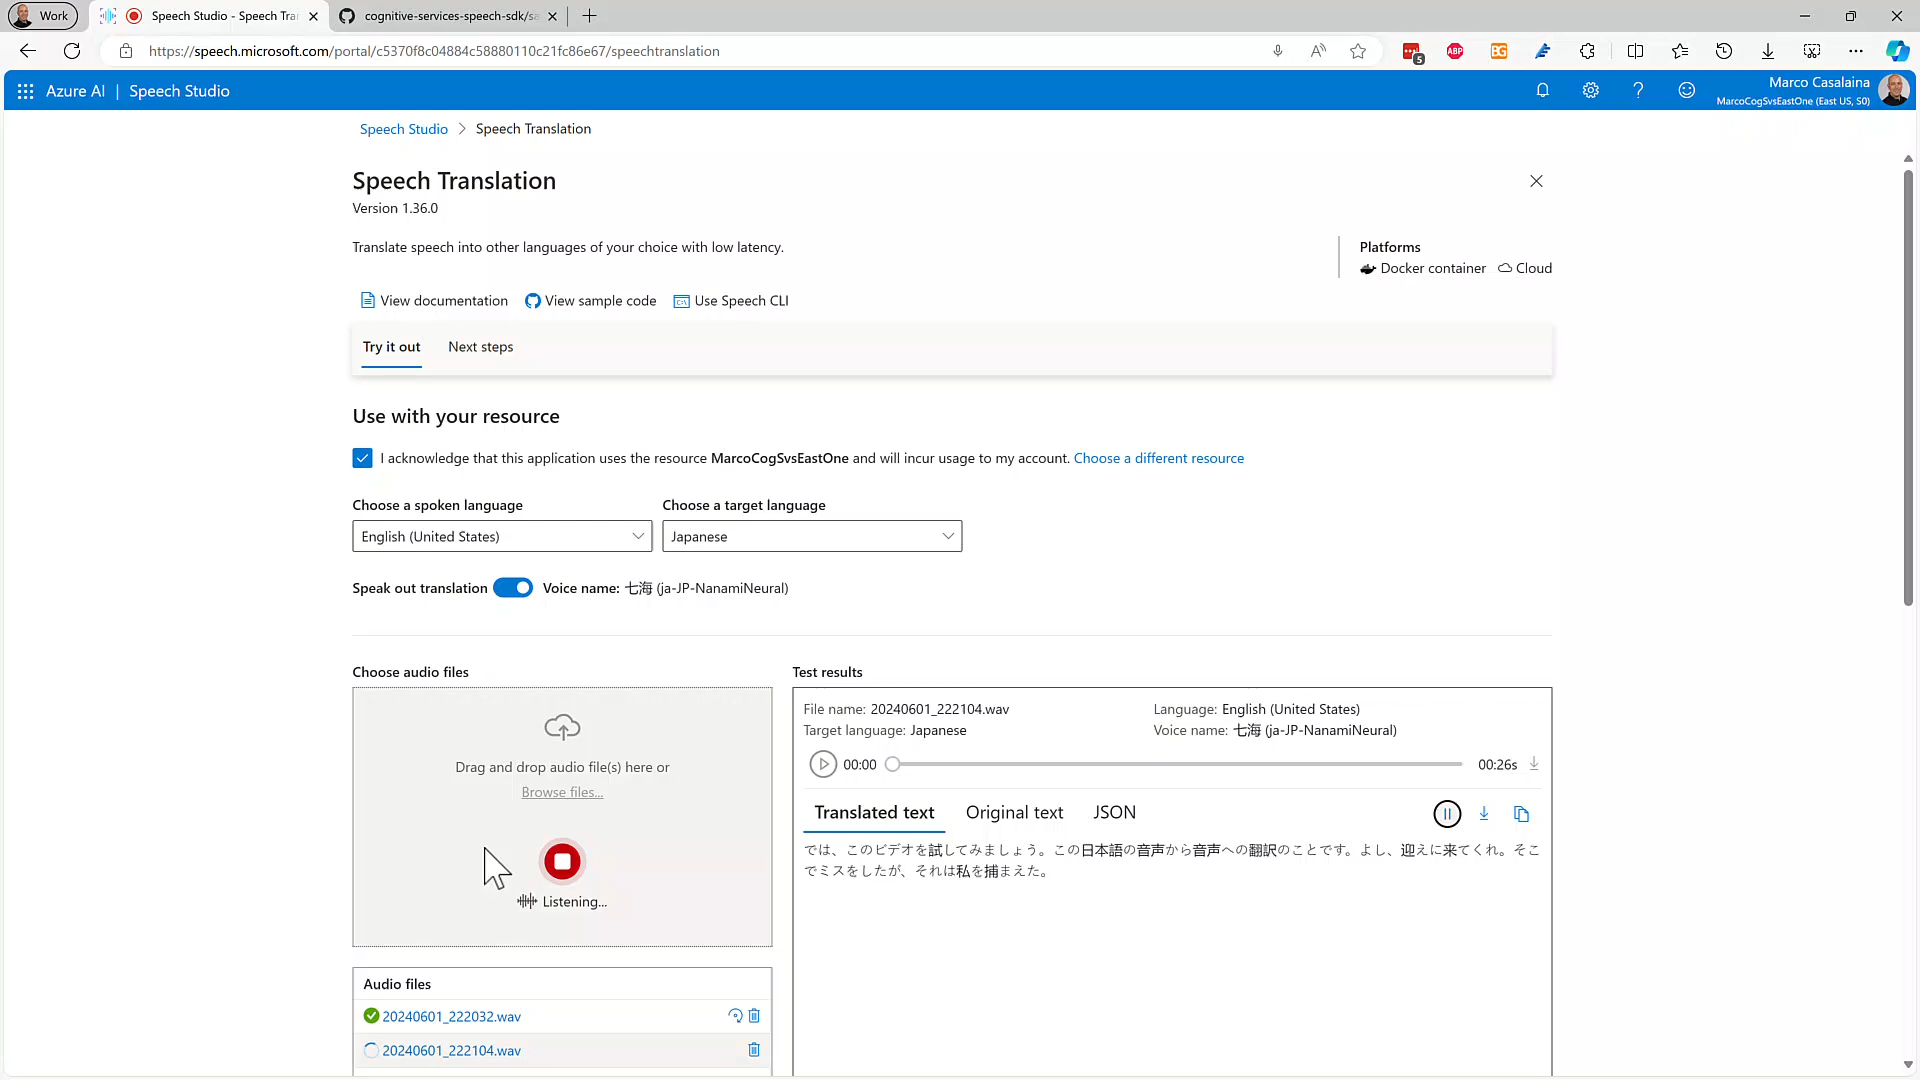 Work
Speech Studio - Speech Tra
cognitive-services-speech-sdk/sa
https://speech.microsoft.com/portal/c5370f8c04884c58880110c21fc86e67/speechtranslation
5
ABP
BG
Azure AI | Speech Studio
Marco Casalaina
MarcoCogSvsEastOne (East US, S0)
Speech Studio > Speech Translation
Speech Translation
Version 1.36.0
Translate speech into other languages of your choice with low latency.
Platforms
Docker container Cloud
View documentation View sample code Use Speech CLI
Try it out Next steps
Use with your resource
I acknowledge that this application uses the resource MarcoCogSvsEastOne and will incur usage to my account. Choose a different resource
Choose a spoken language Choose a target language
English (United States) Japanese
Speak out translation Voice name: 七海 (ja-JP-NanamiNeural)
Choose audio files
Drag and drop audio file(s) here or
Browse files...
Listening...
Audio files
20240601_222032.wav
20240601_222104.wav
Test results
File name: 20240601_222104.wav Language: English (United States)
Target language: Japanese Voice name: 七海 (ja-JP-NanamiNeural)
00:00 00:26s
Translated text Original text JSON
では、このビデオを試してみましょう。この日本語の音声から音声への翻訳のことです。よし、迎えに来てくれ。そこ
でミスをしたが、それは私を捕まえた。